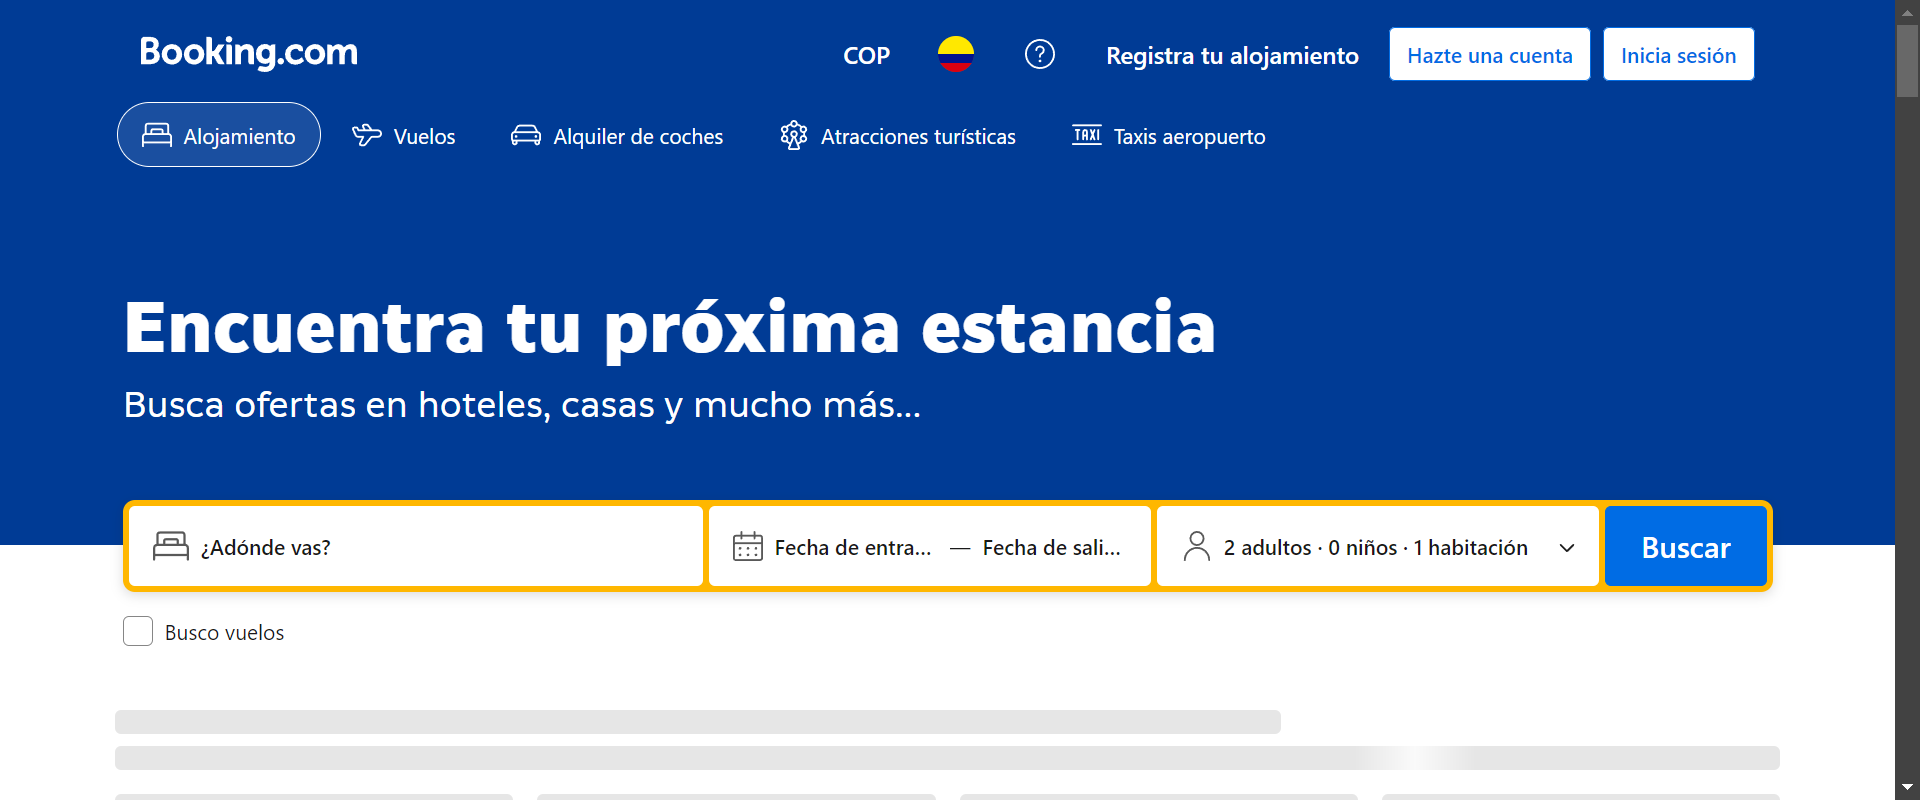 Booking.com
COP
?
Registra tu alojamiento
Hazte una cuenta
Inicia sesión
Alojamiento
Vuelos
Alquiler de coches
Atracciones turísticas
TAXI
Taxis aeropuerto
Encuentra tu próxima estancia
Busca ofertas en hoteles, casas y mucho más...
¿Adónde vas?
Fecha de entra... — Fecha de sali...
2 adultos · 0 niños · 1 habitación
Buscar
Busco vuelos